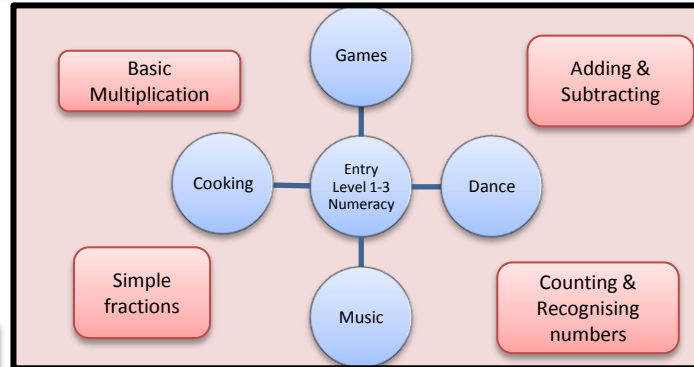 Games
Basic
Multiplication
Adding &
Subtracting
Cooking
Entry
Level 1-3
Numeracy
Dance
Simple
fractions
Music
Counting &
Recognising
numbers